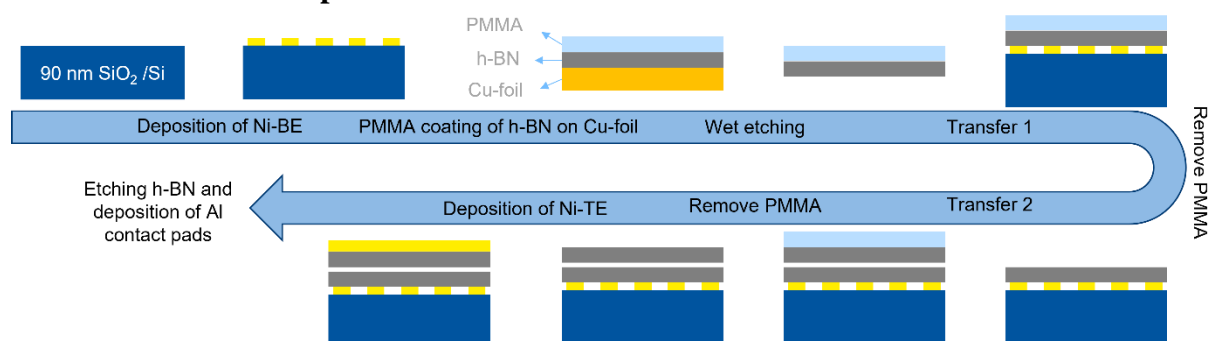 PMMA
h-BN
Cu-foil
90 nm SiO₂ /Si
Deposition of Ni-BE
PMMA coating of h-BN on Cu-foil
Wet etching
Transfer 1
Remove PMMA
Transfer 2
Remove PMMA
Deposition of Ni-TE
Etching h-BN and
deposition of Al
contact pads